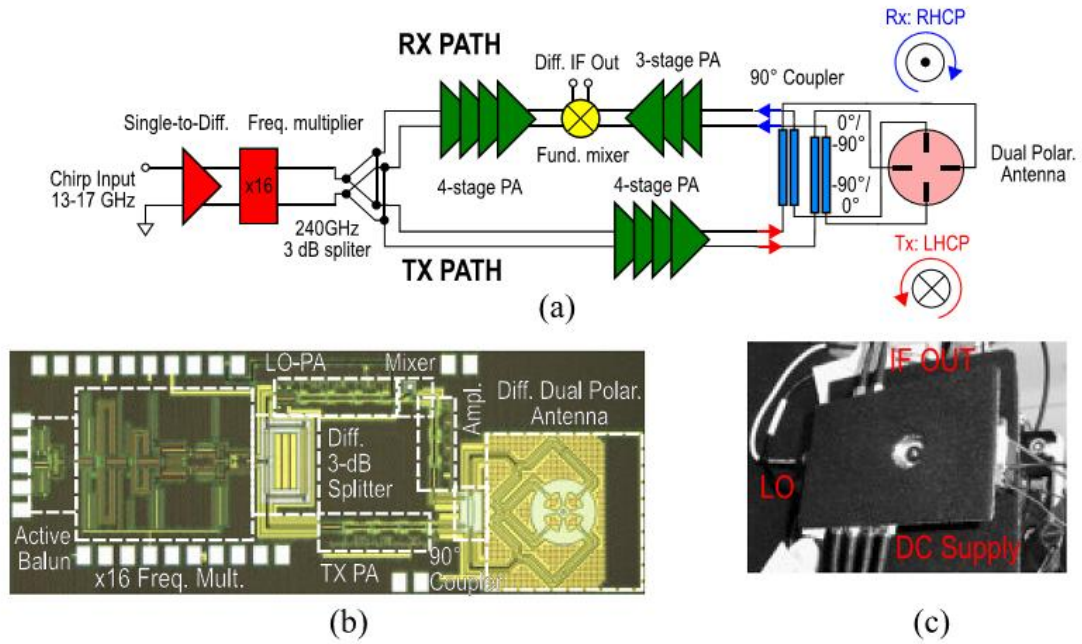 RX PATH
Diff. IF Out
3-stage PA
Rx: RHCP
90° Coupler
Single-to-Diff.
Freq. multiplier
x16
Chirp Input
13-17 GHz
4-stage PA
Fund. mixer
4-stage PA
0°/
-90°
-90°/
0°
Dual Polar.
Antenna
240GHz
3 dB spliter
TX PATH
Tx: LHCP
(a)
LO-PA
Mixer
Ampl.
Diff. Dual Polar.
Antenna
Diff.
3-dB
Splitter
Active
Balun
x16 Freq. Mult.
TX PA
90°
Coupler
(b)
IF OUT
LO
DC Supply
(c)